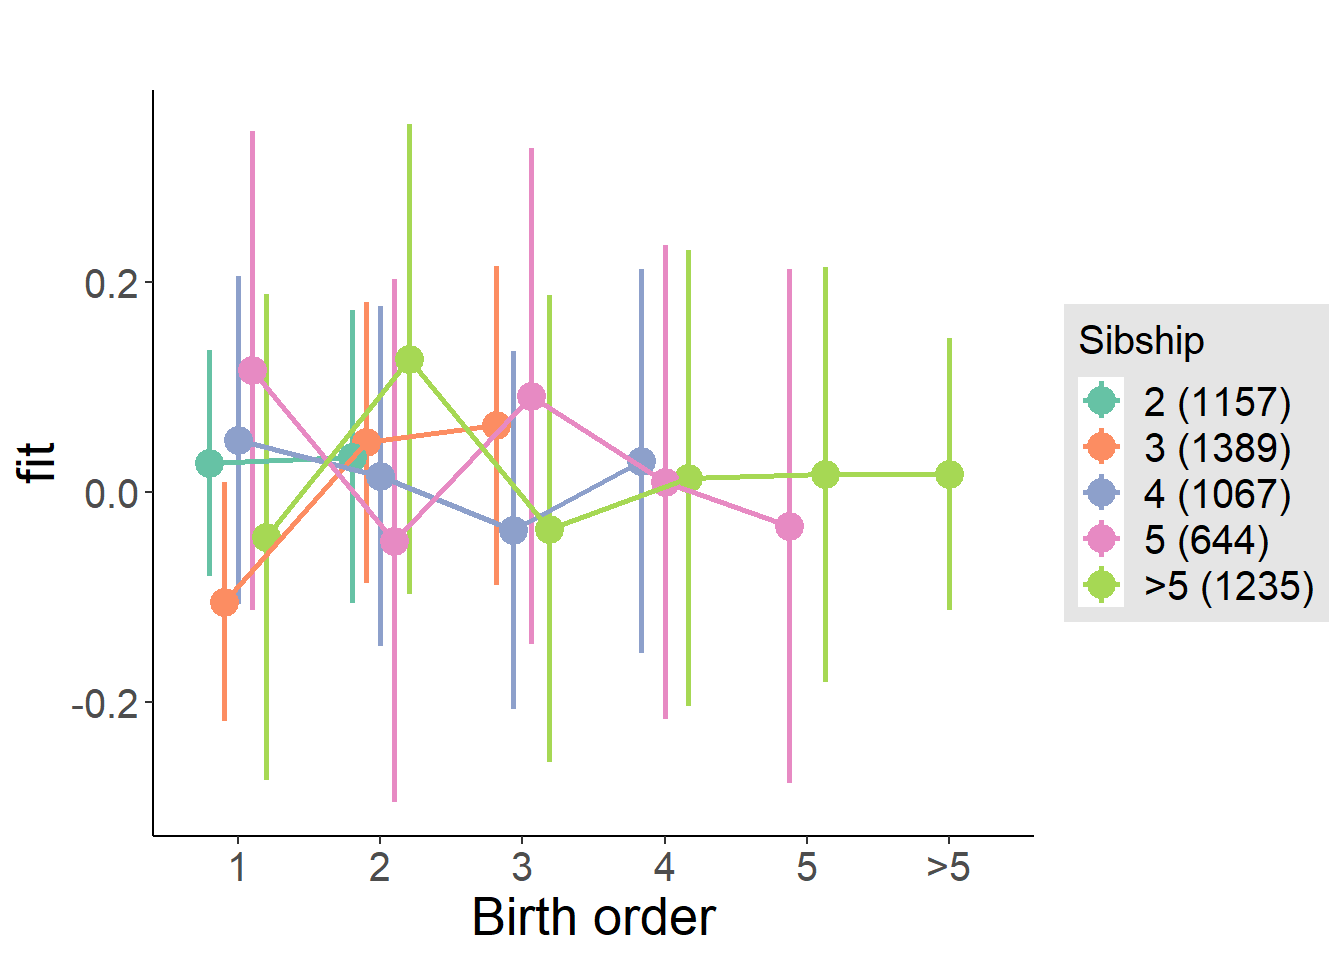 fit
0.2
0.0
-0.2
1 2 3 4 5 >5
Birth order
Sibship
2 (1157)
3 (1389)
4 (1067)
5 (644)
>5 (1235)